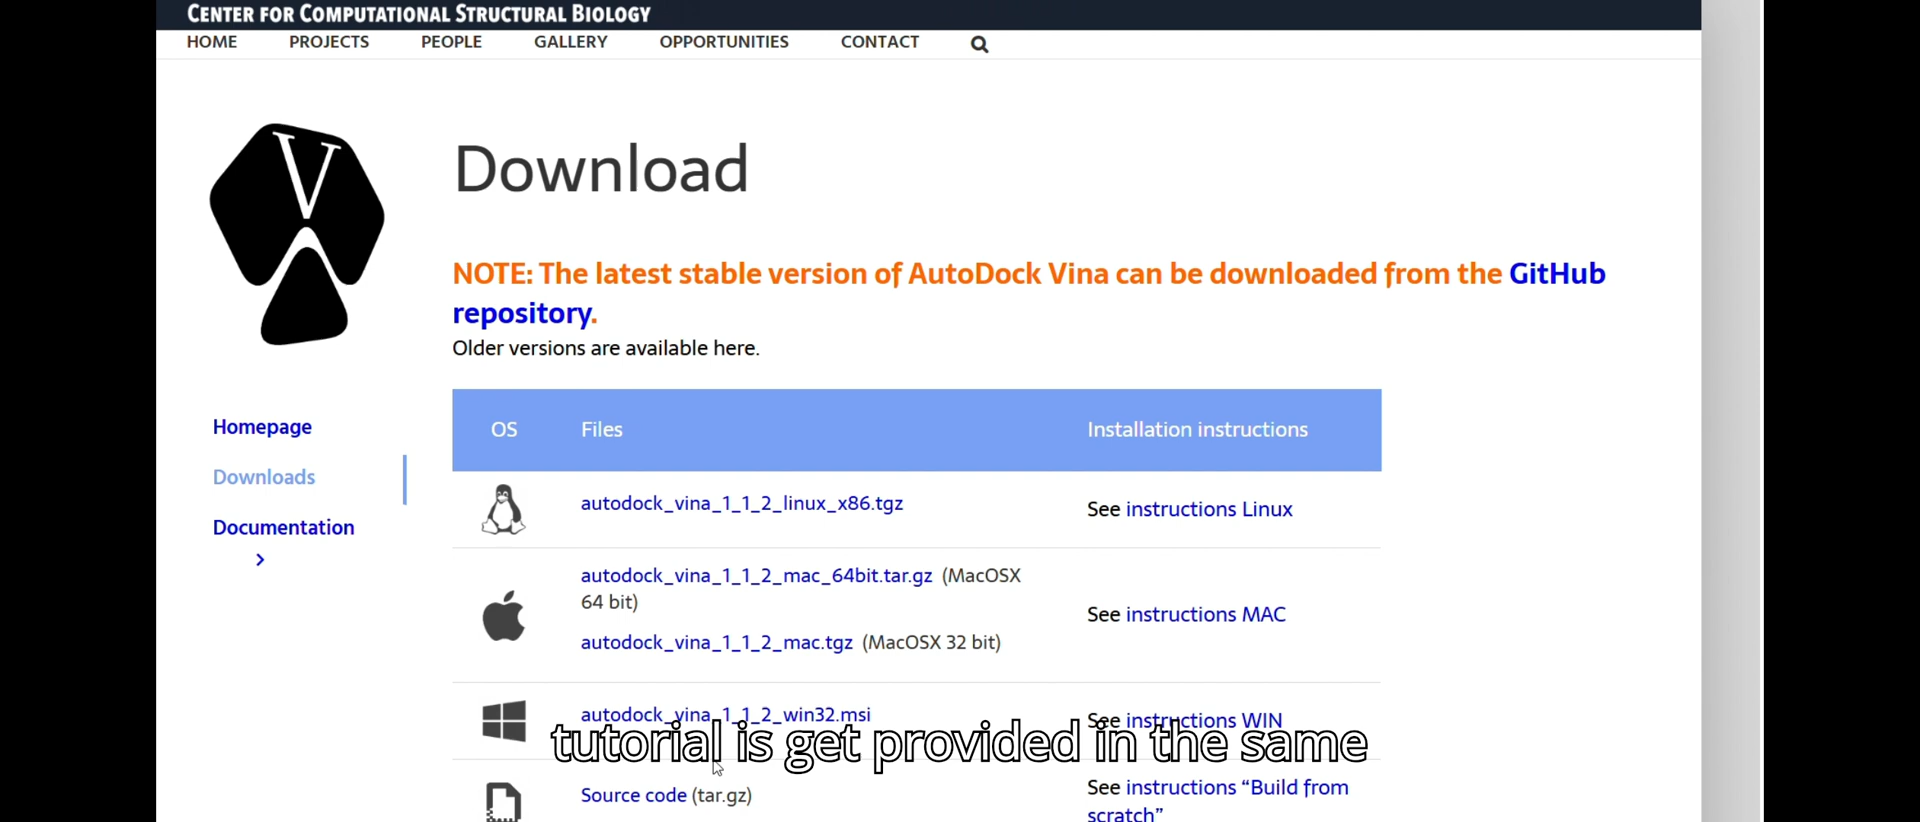 CENTER FOR COMPUTATIONAL STRUCTURAL BIOLOGY
HOME PROJECTS PEOPLE GALLERY OPPORTUNITIES CONTACT
V
Download
NOTE: The latest stable version of AutoDock Vina can be downloaded from the GitHub
repository.
Older versions are available here.
Homepage
Downloads
Documentation
OS Files Installation instructions
autodock_vina_1_1_2_linux_x86.tgz See instructions Linux
autodock_vina_1_1_2_mac_64bit.tar.gz (MacOSX
64 bit)
autodock_vina_1_1_2_mac.tgz (MacOSX 32 bit)
See instructions MAC
autodock_vina_1_1_2_win32.msi See instructions WIN
tutorial is get provided in the same
Source code (tar.gz)
See instructions “Build from
scratch”